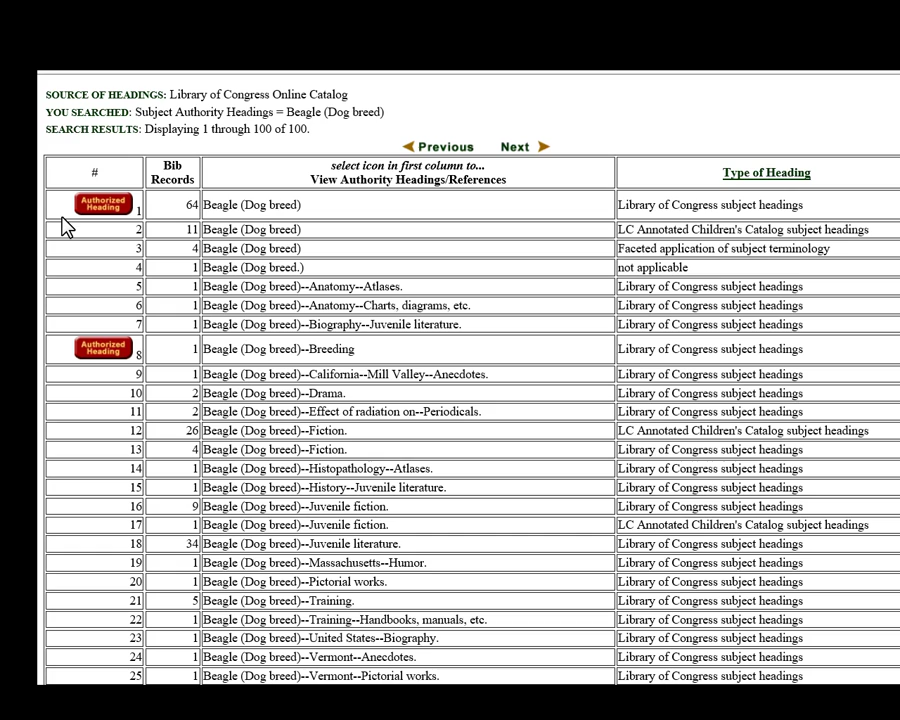 SOURCE OF HEADINGS: Library of Congress Online Catalog
YOU SEARCHED: Subject Authority Headings = Beagle (Dog breed)
SEARCH RESULTS: Displaying 1 through 100 of 100.
Previous Next
# Bib Records select icon in first column to... View Authority Headings/References Type of Heading
Authorized Heading 1 64 Beagle (Dog breed) Library of Congress subject headings
2 11 Beagle (Dog breed) LC Annotated Children's Catalog subject headings
3 4 Beagle (Dog breed) Faceted application of subject terminology
4 1 Beagle (Dog breed.) not applicable
5 1 Beagle (Dog breed)--Anatomy--Atlases. Library of Congress subject headings
6 1 Beagle (Dog breed)--Anatomy--Charts, diagrams, etc. Library of Congress subject headings
7 1 Beagle (Dog breed)--Biography--Juvenile literature. Library of Congress subject headings
Authorized Heading 8 1 Beagle (Dog breed)--Breeding Library of Congress subject headings
9 1 Beagle (Dog breed)--California--Mill Valley--Anecdotes. Library of Congress subject headings
10 2 Beagle (Dog breed)--Drama. Library of Congress subject headings
11 2 Beagle (Dog breed)--Effect of radiation on--Periodicals. Library of Congress subject headings
12 26 Beagle (Dog breed)--Fiction. LC Annotated Children's Catalog subject headings
13 4 Beagle (Dog breed)--Fiction. Library of Congress subject headings
14 1 Beagle (Dog breed)--Histopathology--Atlases. Library of Congress subject headings
15 1 Beagle (Dog breed)--History--Juvenile literature. Library of Congress subject headings
16 9 Beagle (Dog breed)--Juvenile fiction. Library of Congress subject headings
17 1 Beagle (Dog breed)--Juvenile fiction. LC Annotated Children's Catalog subject headings
18 34 Beagle (Dog breed)--Juvenile literature. Library of Congress subject headings
19 1 Beagle (Dog breed)--Massachusetts--Humor. Library of Congress subject headings
20 1 Beagle (Dog breed)--Pictorial works. Library of Congress subject headings
21 5 Beagle (Dog breed)--Training. Library of Congress subject headings
22 1 Beagle (Dog breed)--Training--Handbooks, manuals, etc. Library of Congress subject headings
23 1 Beagle (Dog breed)--United States--Biography. Library of Congress subject headings
24 1 Beagle (Dog breed)--Vermont--Anecdotes. Library of Congress subject headings
25 1 Beagle (Dog breed)--Vermont--Pictorial works. Library of Congress subject headings